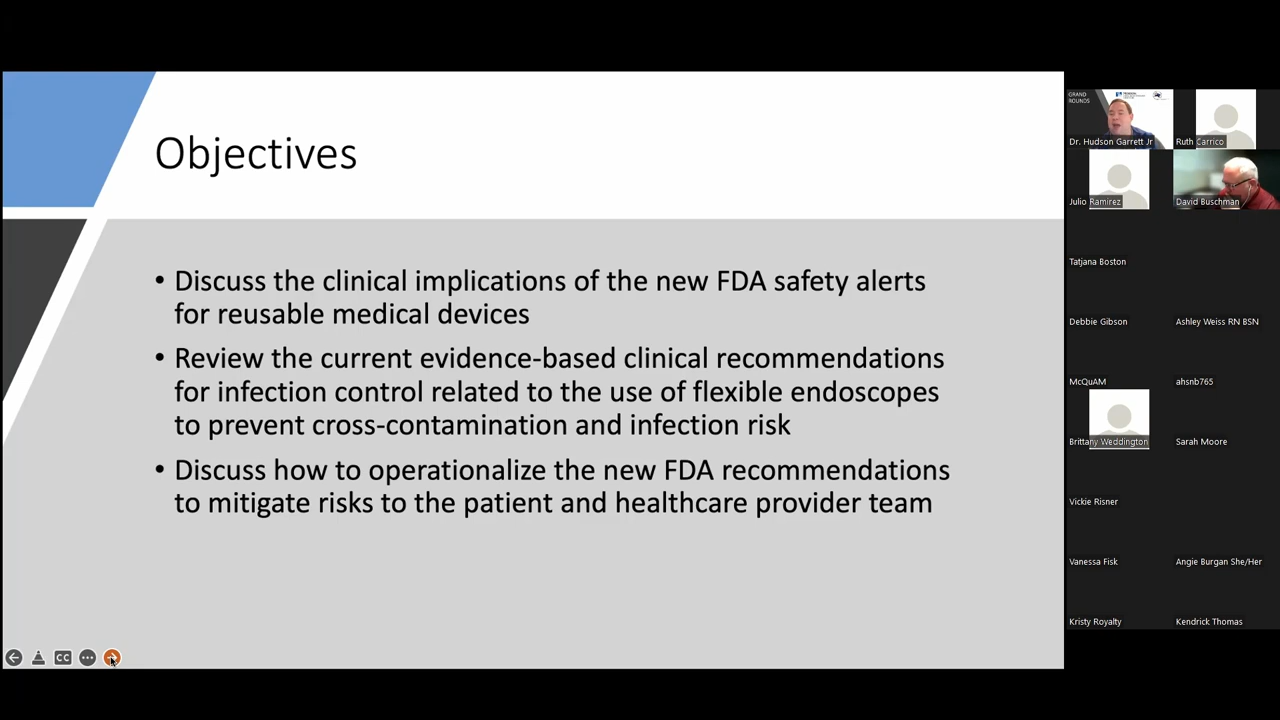 Objectives
• Discuss the clinical implications of the new FDA safety alerts
for reusable medical devices
• Review the current evidence-based clinical recommendations
for infection control related to the use of flexible endoscopes
to prevent cross-contamination and infection risk
• Discuss how to operationalize the new FDA recommendations
to mitigate risks to the patient and healthcare provider team
CC
GRAND
ROUNDS
Dr. Hudson Garrett Jr
Ruth Carrico
Julio Ramirez
David Buschman
Tatjana Boston
Debbie Gibson
Ashley Weiss RN BSN
McQuAM
ahsnb765
Brittany Weddington
Sarah Moore
Vickie Risner
Vanessa Fisk
Angie Burgan She/Her
Kristy Royalty
Kendrick Thomas